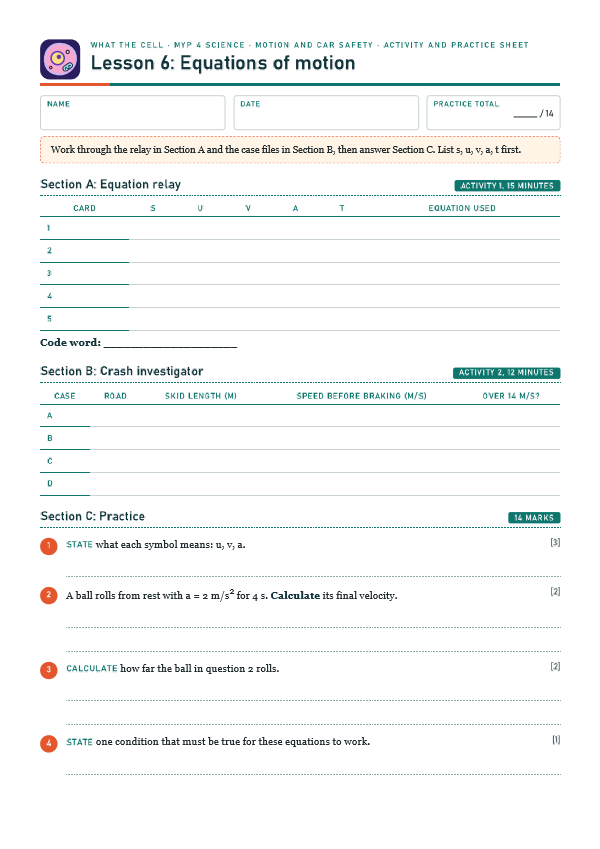 WHAT THE CELL · MYP 4 SCIENCE · MOTION AND CAR SAFETY · ACTIVITY AND PRACTICE SHEET
Lesson 6: Equations of motion
NAME
DATE
PRACTICE TOTAL
_____ / 14
Work through the relay in Section A and the case files in Section B, then answer Section C. List s, u, v, a, t first.
Section A: Equation relay
ACTIVITY 1, 15 MINUTES
CARD S U V A T EQUATION USED
1
2
3
4
5
Code word: ____________________
Section B: Crash investigator
ACTIVITY 2, 12 MINUTES
CASE ROAD SKID LENGTH (M) SPEED BEFORE BRAKING (M/S) OVER 14 M/S?
A
B
C
D
Section C: Practice
14 MARKS
1 STATE what each symbol means: u, v, a. [3]
2 A ball rolls from rest with a = 2 m/s² for 4 s. Calculate its final velocity. [2]
3 CALCULATE how far the ball in question 2 rolls. [2]
4 STATE one condition that must be true for these equations to work. [1]